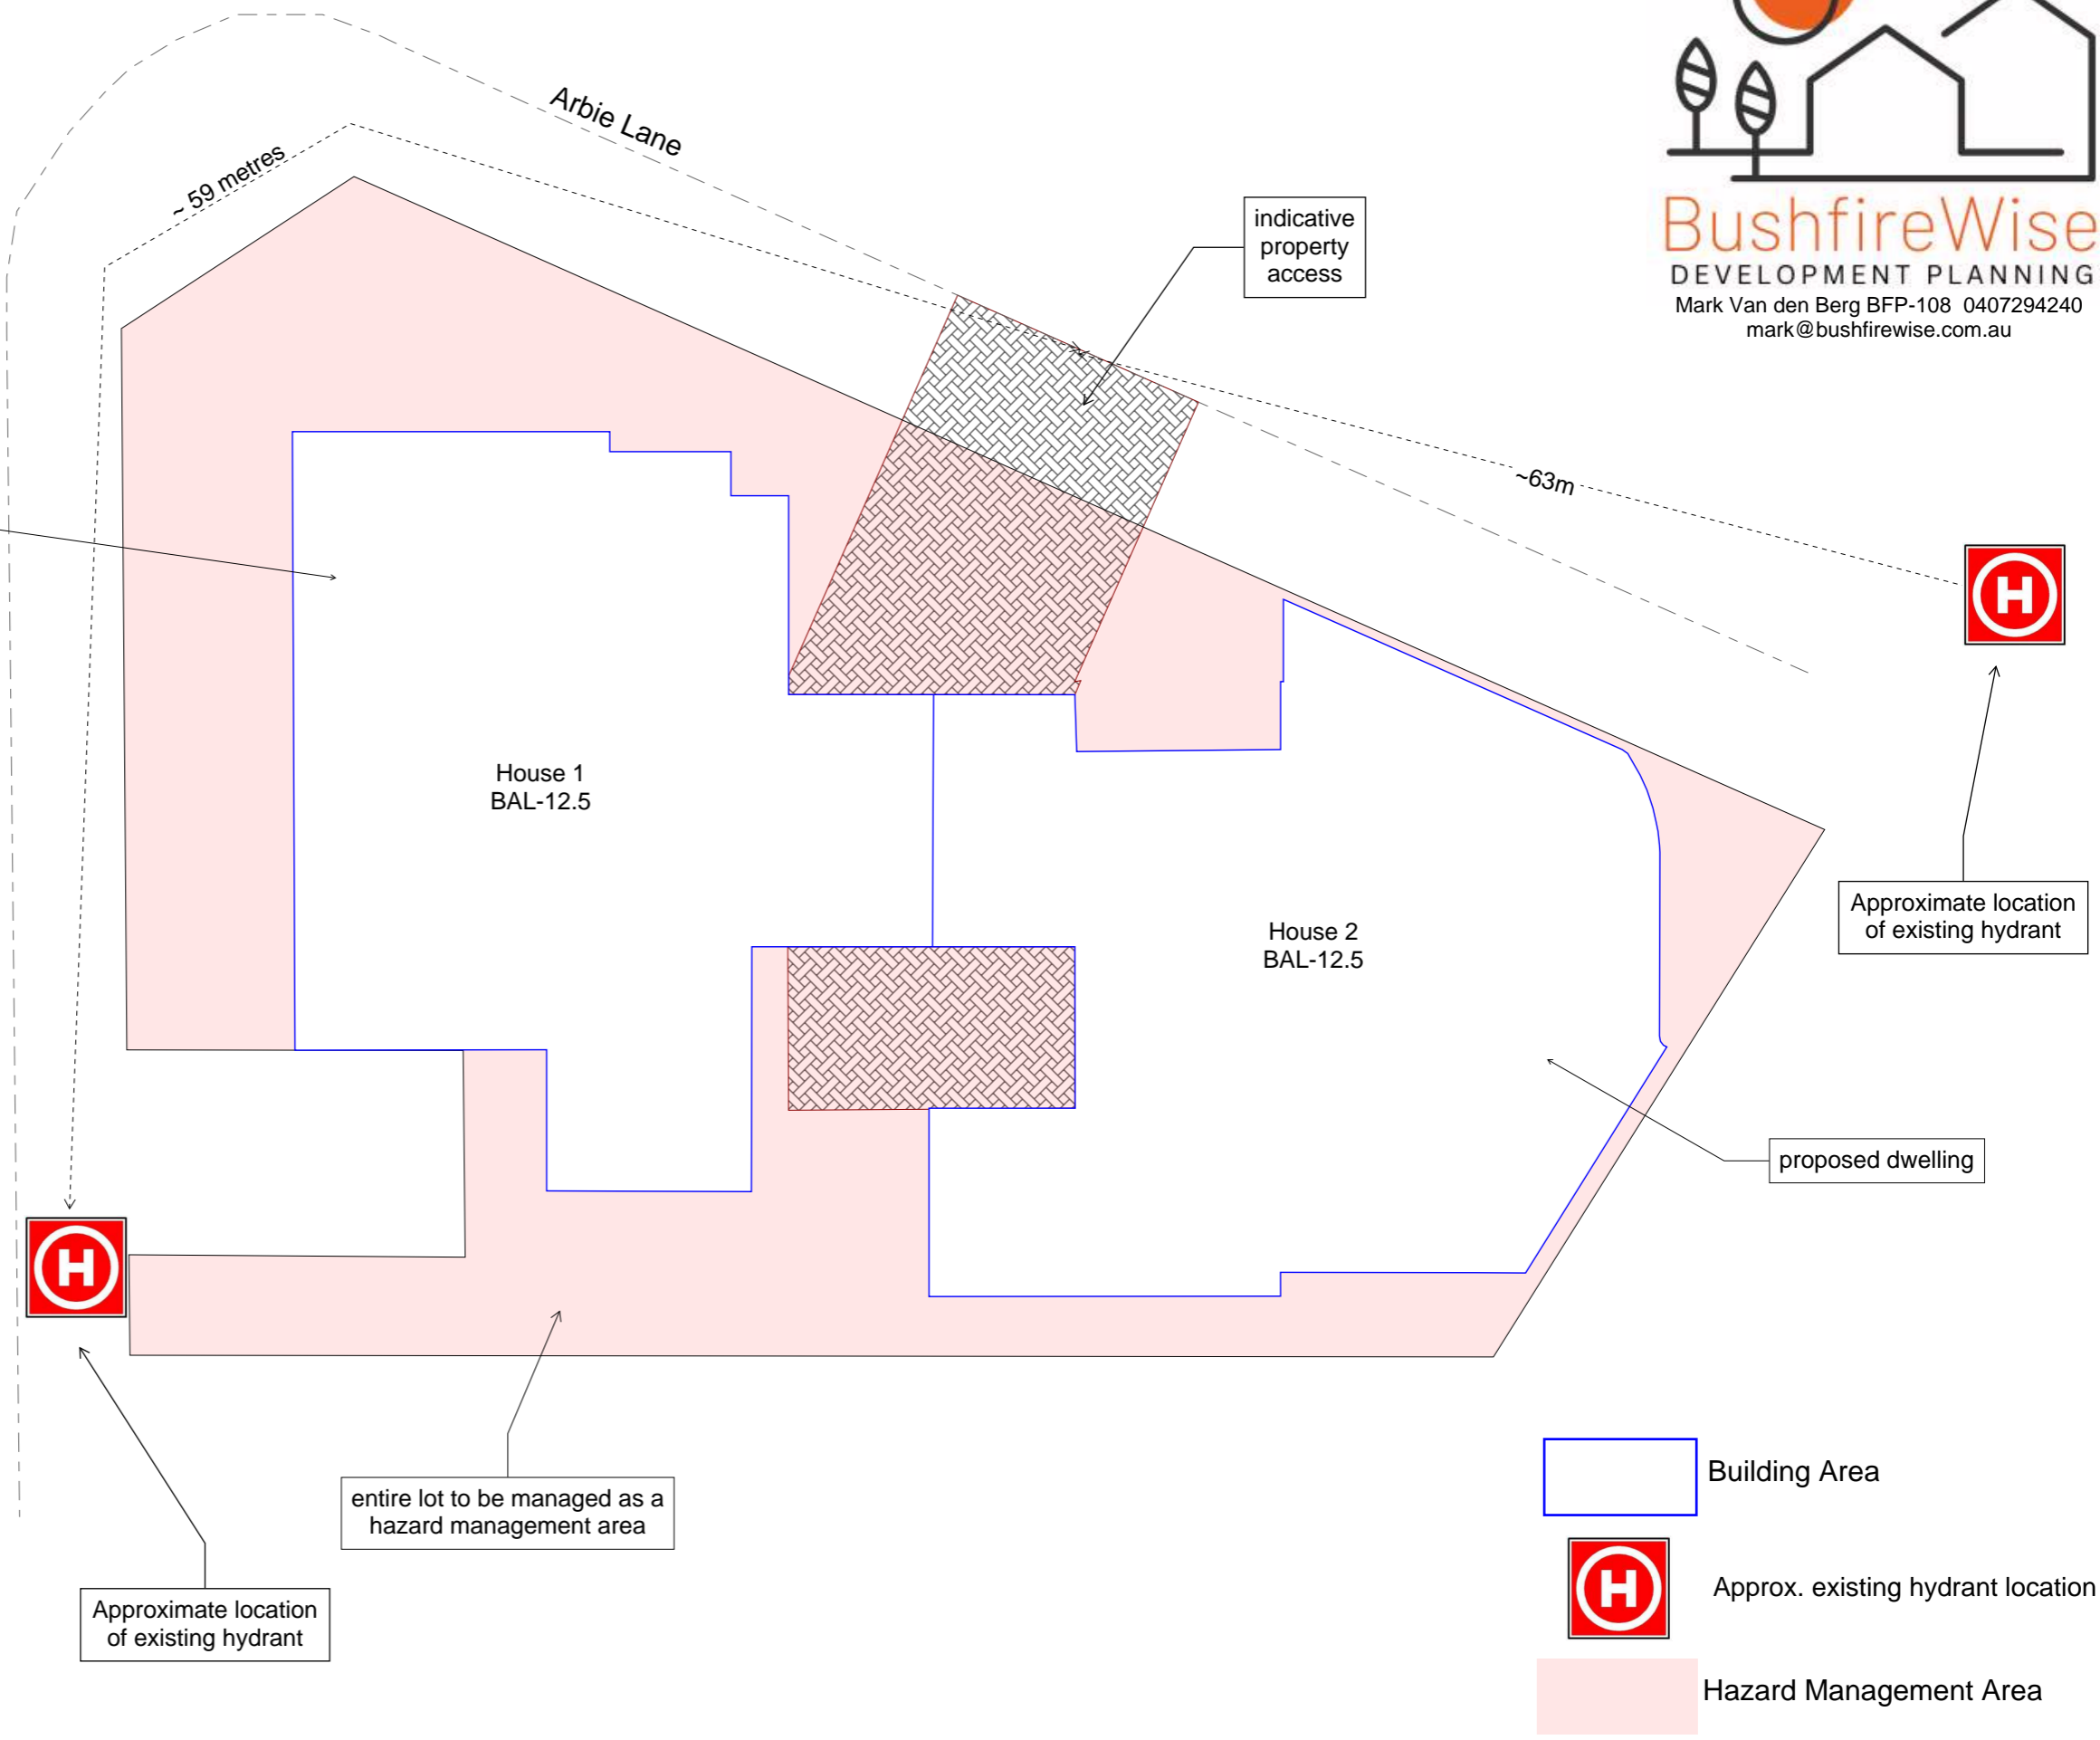 Arbie Lane
~ 59 metres
indicative
property
access
BushfireWise
DEVELOPMENT PLANNING
Mark Van den Berg BFP-108 0407294240
mark@bushfirewise.com.au
~63m
H
House 1
BAL-12.5
Approximate location
of existing hydrant
House 2
BAL-12.5
proposed dwelling
H
entire lot to be managed as a
hazard management area
Approximate location
of existing hydrant
Building Area
H
Approx. existing hydrant location
Hazard Management Area